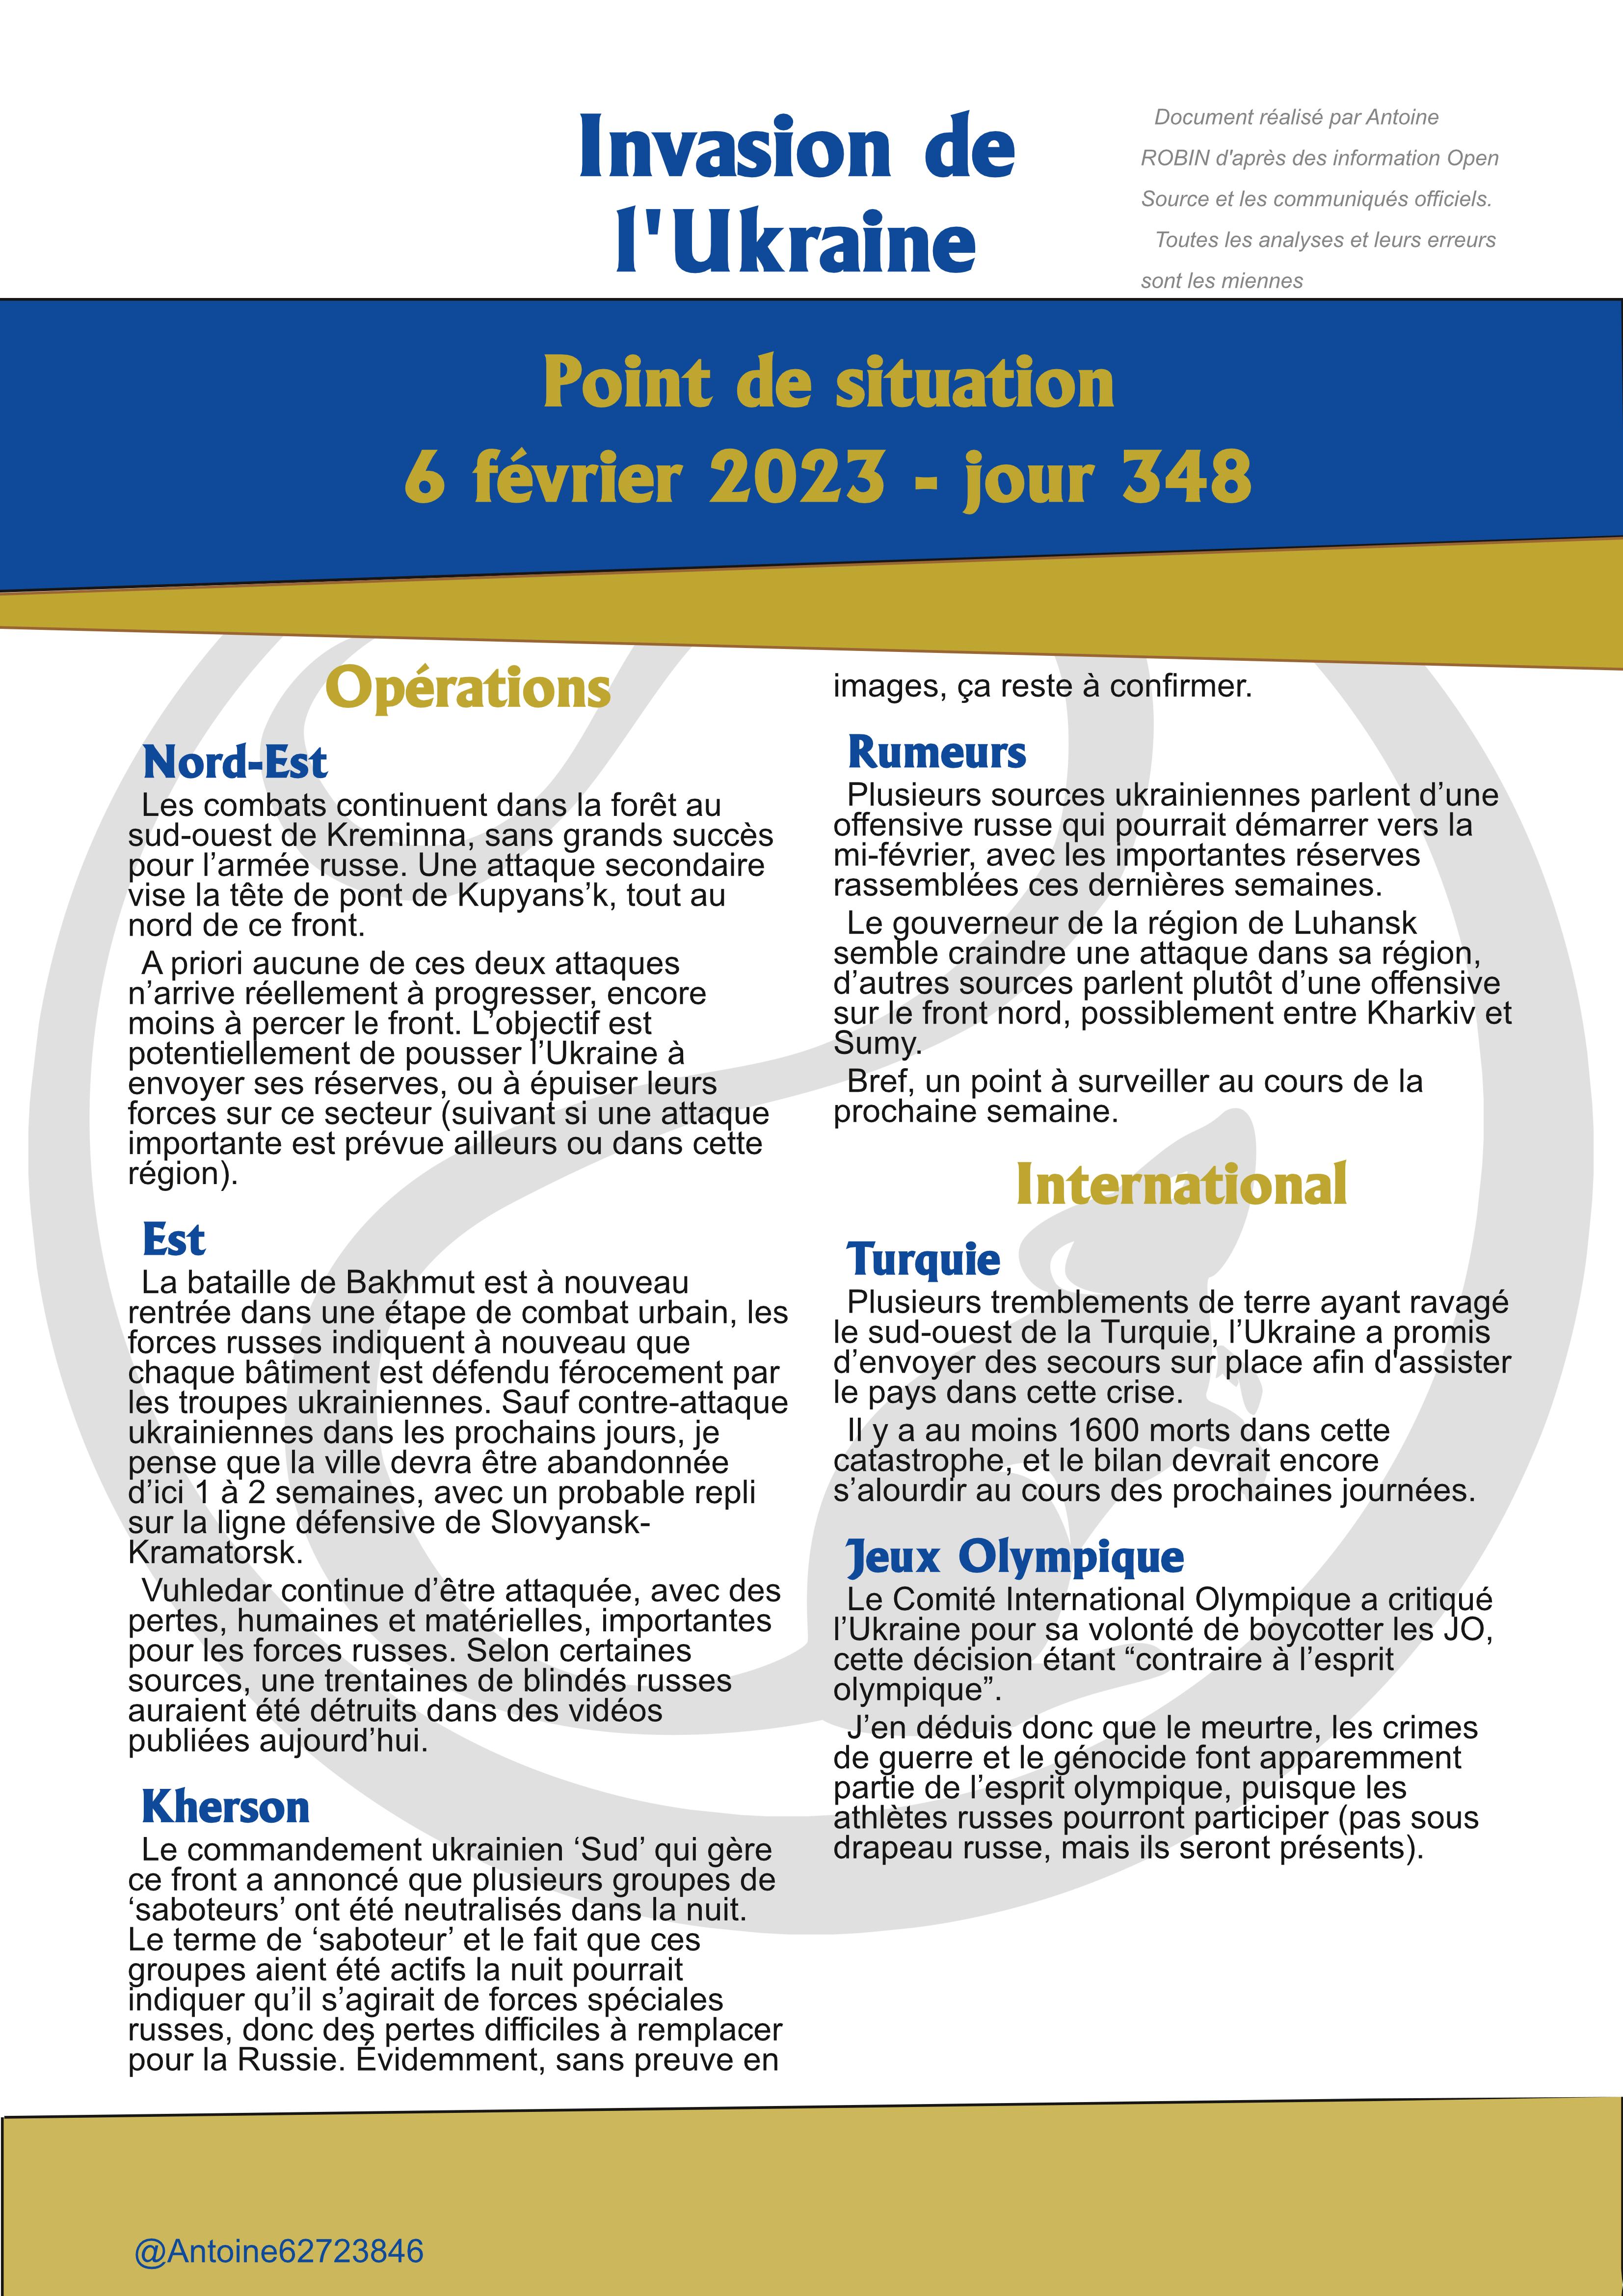 Invasion de
l'Ukraine
Document réalisé par Antoine
ROBIN d'après des information Open
Source et les communiqués officiels.
Toutes les analyses et leurs erreurs
sont les miennes
Point de situation
6 février 2023 - jour 348
Opérations
Nord-Est
Les combats continuent dans la forêt au
sud-ouest de Kreminna, sans grands succès
pour l’armée russe. Une attaque secondaire
vise la tête de pont de Kupyans’k, tout au
nord de ce front.
A priori aucune de ces deux attaques
n’arrive réellement à progresser, encore
moins à percer le front. L’objectif est
potentiellement de pousser l’Ukraine à
envoyer ses réserves, ou à épuiser leurs
forces sur ce secteur (suivant si une attaque
importante est prévue ailleurs ou dans cette
région).
Est
La bataille de Bakhmut est à nouveau
rentrée dans une étape de combat urbain, les
forces russes indiquent à nouveau que
chaque bâtiment est défendu férocement par
les troupes ukrainiennes. Sauf contre-attaque
ukrainiennes dans les prochains jours, je
pense que la ville devra être abandonnée
d’ici 1 à 2 semaines, avec un probable repli
sur la ligne défensive de Slovyansk-
Kramatorsk.
Vuhledar continue d’être attaquée, avec des
pertes, humaines et matérielles, importantes
pour les forces russes. Selon certaines
sources, une trentaines de blindés russes
auraient été détruits dans des vidéos
publiées aujourd’hui.
Kherson
Le commandement ukrainien ‘Sud’ qui gère
ce front a annoncé que plusieurs groupes de
‘saboteurs’ ont été neutralisés dans la nuit.
Le terme de ‘saboteur’ et le fait que ces
groupes aient été actifs la nuit pourrait
indiquer qu’il s’agirait de forces spéciales
russes, donc des pertes difficiles à remplacer
pour la Russie. Évidemment, sans preuve en
images, ça reste à confirmer.
Rumeurs
Plusieurs sources ukrainiennes parlent d’une
offensive russe qui pourrait démarrer vers la
mi-février, avec les importantes réserves
rassemblées ces dernières semaines.
Le gouverneur de la région de Luhansk
semble craindre une attaque dans sa région,
d’autres sources parlent plutôt d’une offensive
sur le front nord, possiblement entre Kharkiv et
Sumy.
Bref, un point à surveiller au cours de la
prochaine semaine.
International
Turquie
Plusieurs tremblements de terre ayant ravagé
le sud-ouest de la Turquie, l’Ukraine a promis
d’envoyer des secours sur place afin d'assister
le pays dans cette crise.
Il y a au moins 1600 morts dans cette
catastrophe, et le bilan devrait encore
s’alourdir au cours des prochaines journées.
Jeux Olympique
Le Comité International Olympique a critiqué
l’Ukraine pour sa volonté de boycotter les JO,
cette décision étant “contraire à l’esprit
olympique”.
J’en déduis donc que le meurtre, les crimes
de guerre et le génocide font apparemment
partie de l’esprit olympique, puisque les
athlètes russes pourront participer (pas sous
drapeau russe, mais ils seront présents).
@Antoine62723846